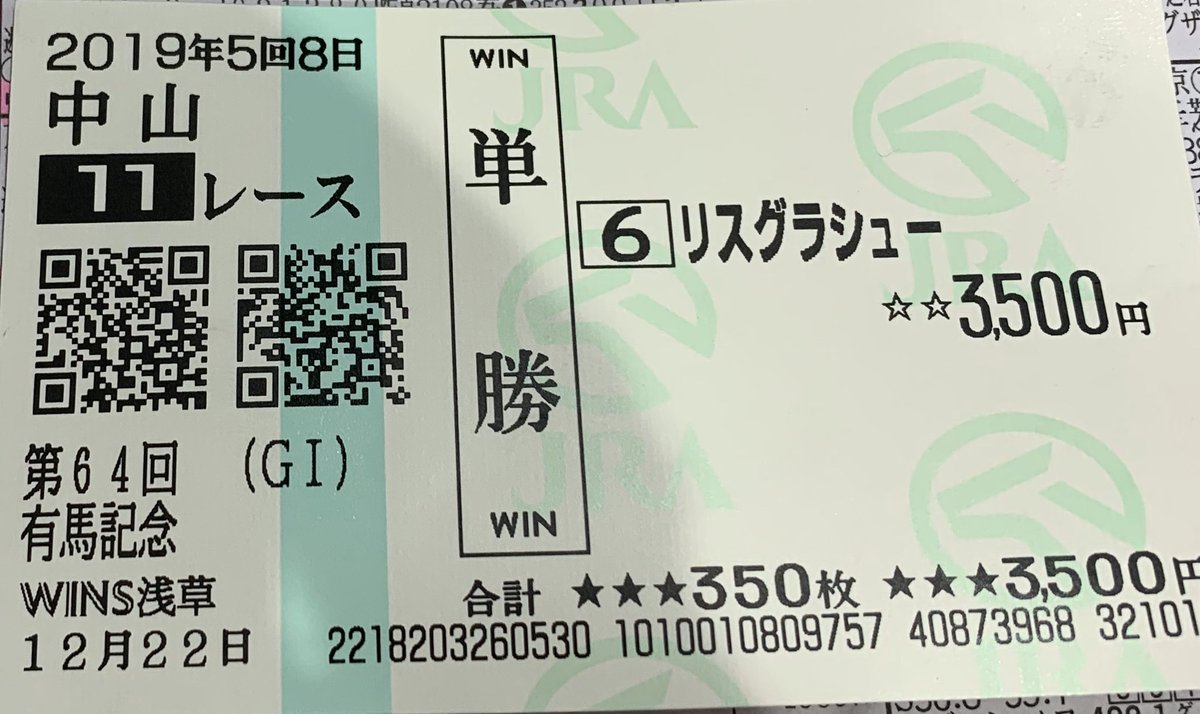 2019年5回8日
中山
11レース
第64回 (GI)
有馬記念
WINS浅草
12月22日
WIN
単勝
WIN
6 リスグラシュー
☆☆3,500円
合計 ★★★350枚 ★★★3,500円
2218203260530 1010010809757 40873968 32101
JRA
JRA
JRA
JRA